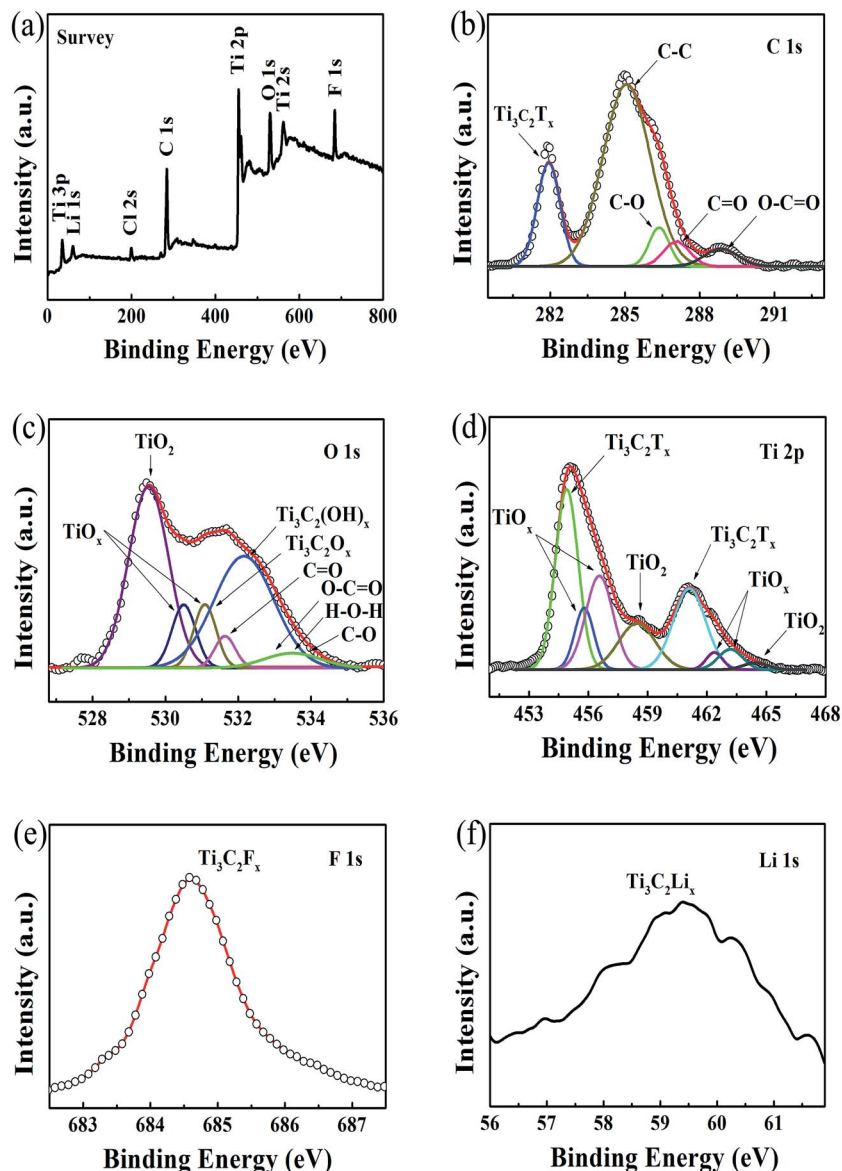 (a)
Survey
Ti 3p
Li 1s
Cl 2s
C 1s
Ti 2p
O 1s
Ti 2s
F 1s
Intensity (a.u.)
0 200 400 600 800
Binding Energy (eV)
(b)
C 1s
C-C
Ti₃C₂Tₓ
C-O
C=O
O-C=O
Intensity (a.u.)
282 285 288 291
Binding Energy (eV)
(c)
O 1s
TiO₂
TiOₓ
Ti₃C₂(OH)ₓ
Ti₃C₂Oₓ
C=O
O-C=O
H-O-H
C-O
Intensity (a.u.)
528 530 532 534 536
Binding Energy (eV)
(d)
Ti 2p
Ti₃C₂Tₓ
TiOₓ
TiO₂
Ti₃C₂Tₓ
TiOₓ
TiO₂
Intensity (a.u.)
453 456 459 462 465 468
Binding Energy (eV)
(e)
Ti₃C₂Fₓ
F 1s
Intensity (a.u.)
683 684 685 686 687
Binding Energy (eV)
(f)
Li 1s
Ti₃C₂Liₓ
Intensity (a.u.)
56 57 58 59 60 61
Binding Energy (eV)